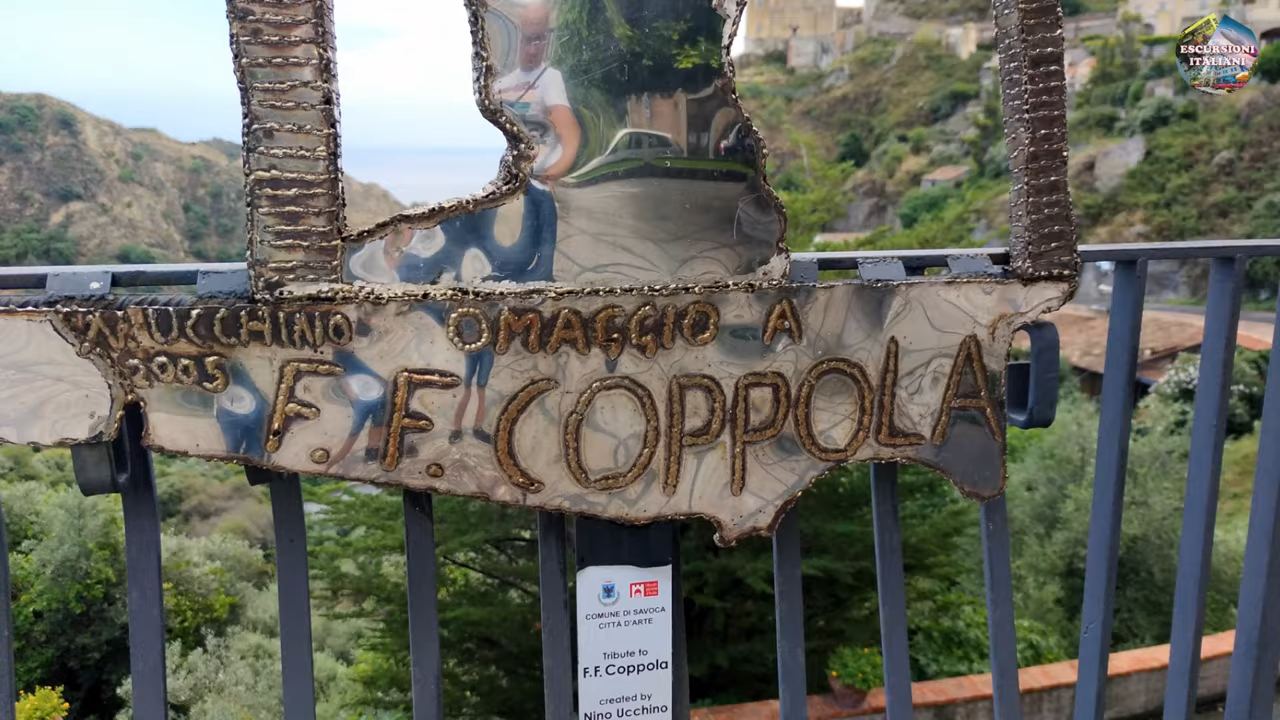 ESCURSIONI
ITALIANI
OMAGGIO A
UCCHINO
2005
F. F. COPPOLA
COMUNE DI SAVOCA
CITTÀ D'ARTE
Tribute to
F.F. Coppola
created by
Nino Ucchino